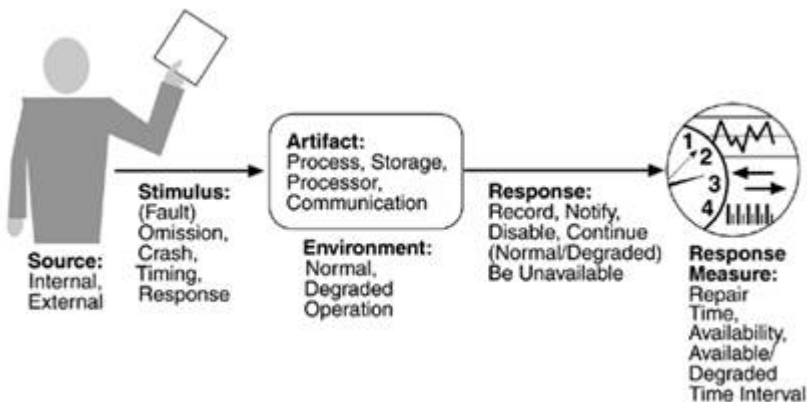 Source:
Internal,
External
Stimulus:
(Fault)
Omission,
Crash,
Timing,
Response
Artifact:
Process, Storage,
Processor,
Communication
Environment:
Normal,
Degraded
Operation
Response:
Record, Notify,
Disable, Continue
(Normal/Degraded)
Be Unavailable
1
2
3
4
Response
Measure:
Repair
Time,
Availability,
Available/
Degraded
Time Interval